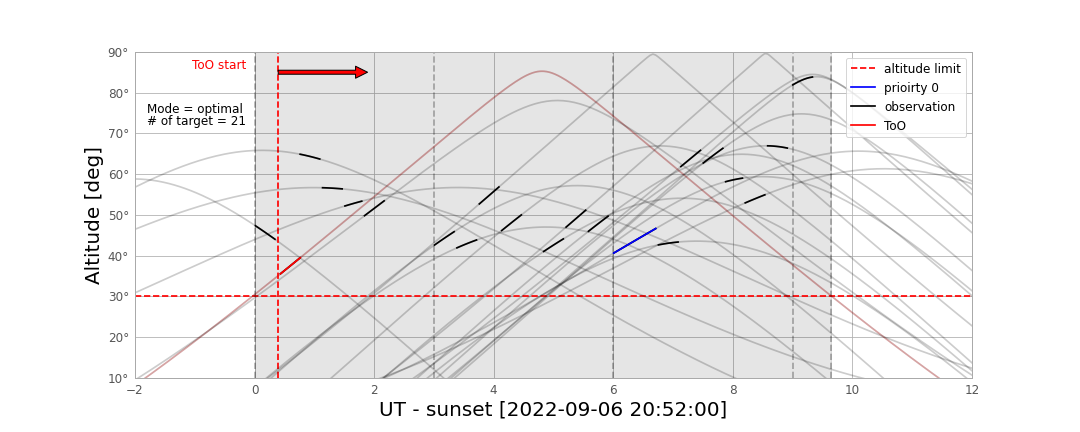 90°
80°
70°
60°
50°
40°
30°
20°
10°
Altitude [deg]
ToO start
Mode = optimal
# of target = 21
altitude limit
prioirty 0
observation
ToO
−2
0
2
4
6
8
10
12
UT - sunset [2022-09-06 20:52:00]